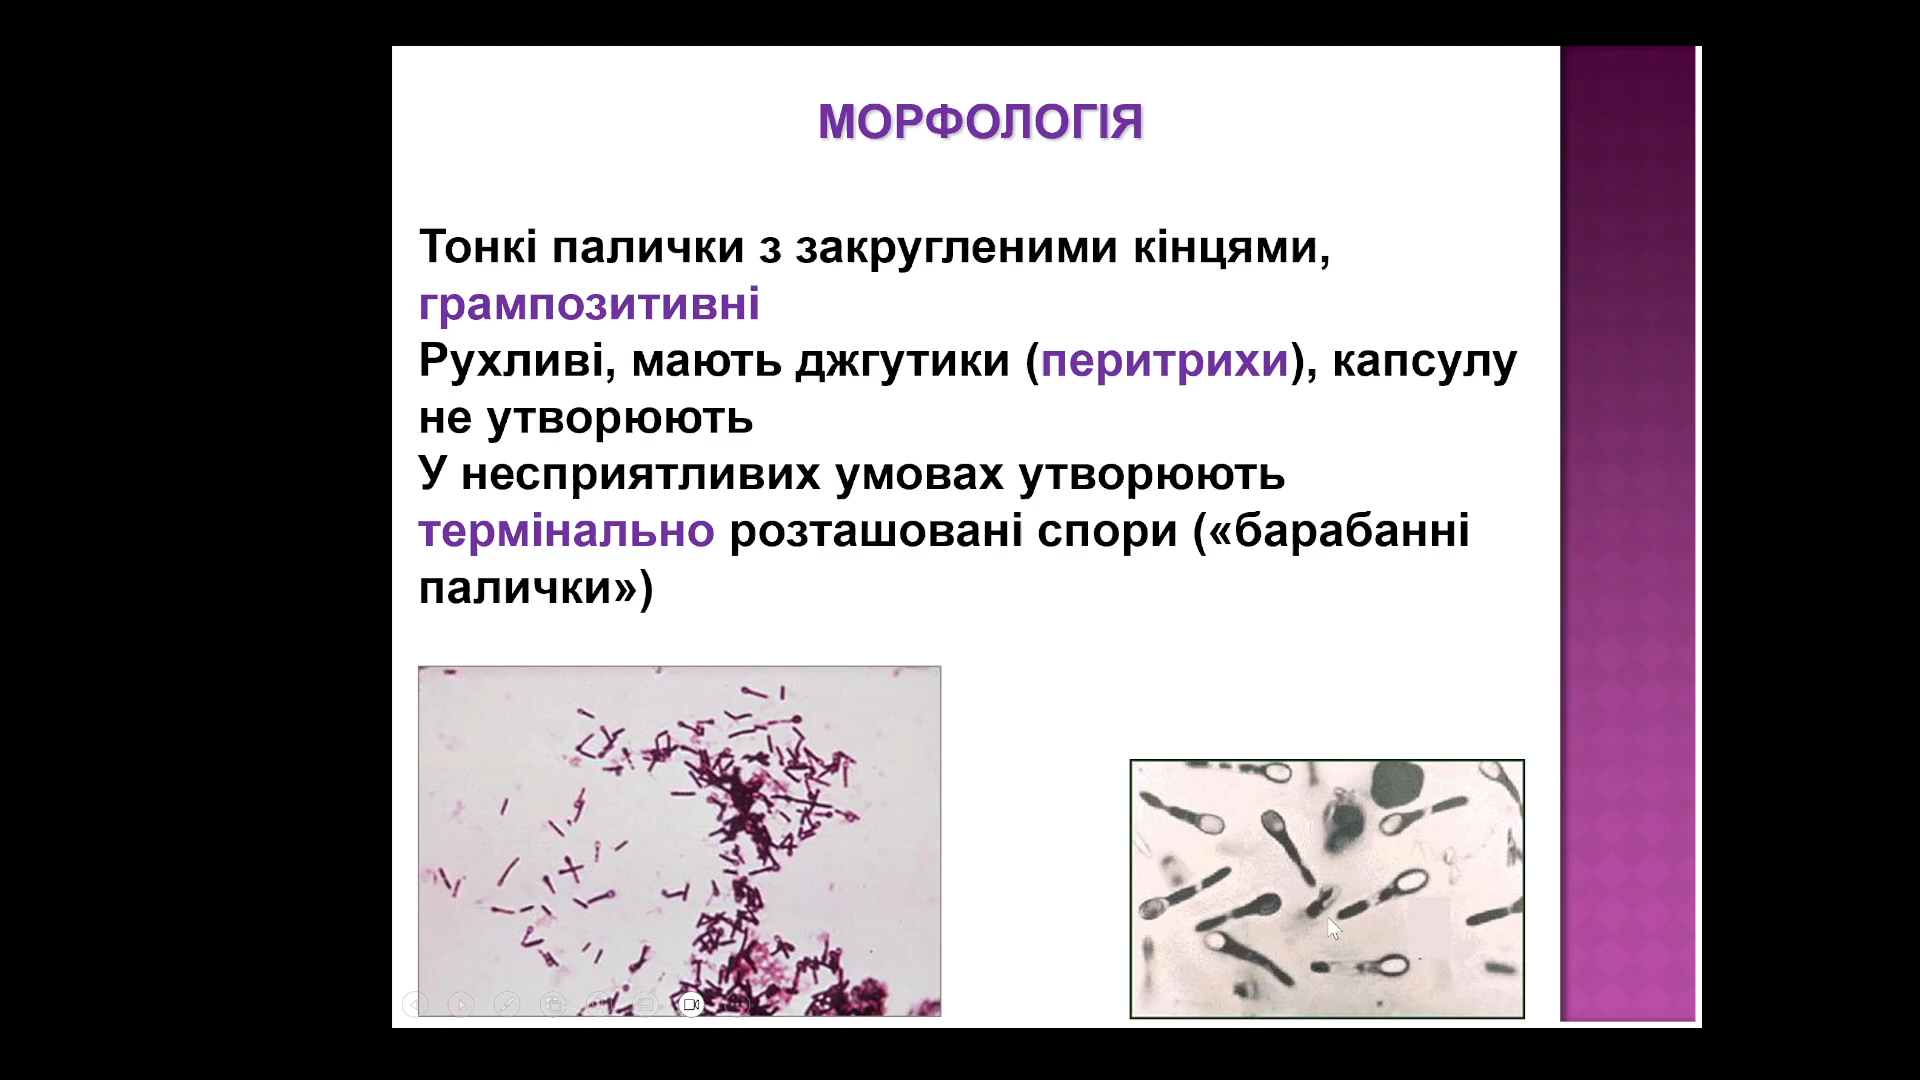 МОРФОЛОГІЯ
Тонкі палички з закругленими кінцями,
грампозитивні
Рухливі, мають джгутики (перитрихи), капсулу
не утворюють
У несприятливих умовах утворюють
термінально розташовані спори («барабанні
палички»)